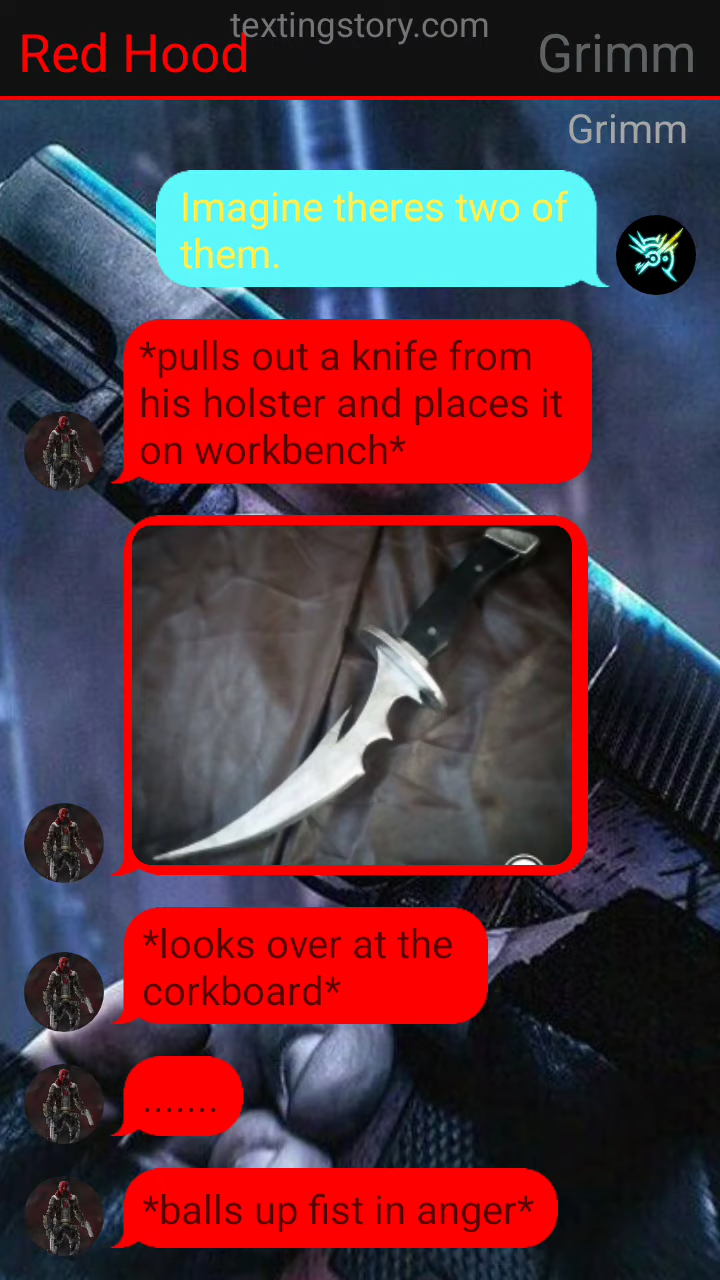 textingstory.com
Red Hood
Grimm
Grimm
Imagine theres two of
them.
*pulls out a knife from
his holster and places it
on workbench*
*looks over at the
corkboard*
.......
*balls up fist in anger*